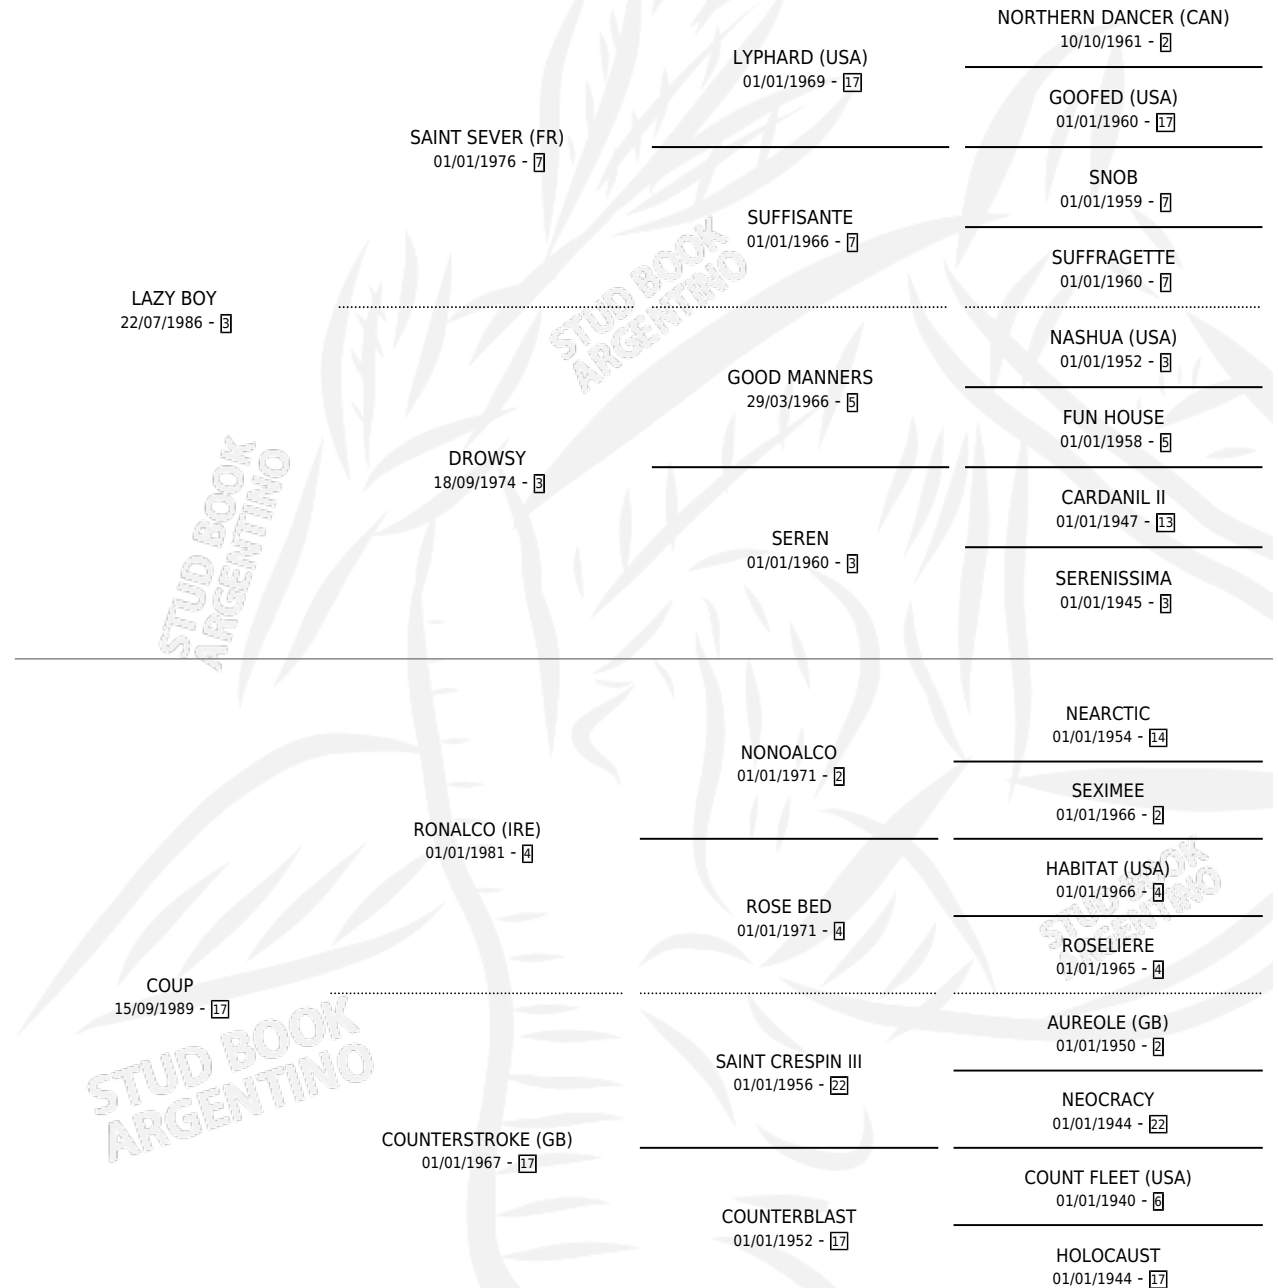 NORTHERN DANCER (CAN)
10/10/1961 - 2
LYPHARD (USA)
01/01/1969 - 17
GOOFED (USA)
01/01/1960 - 17
SAINT SEVER (FR)
01/01/1976 - 7
SNOB
01/01/1959 - 7
SUFFISANTE
01/01/1966 - 7
SUFFRAGETTE
01/01/1960 - 7
LAZY BOY
22/07/1986 - 3
STUD BOOK
ARGENTINO
NASHUA (USA)
01/01/1952 - 3
GOOD MANNERS
29/03/1966 - 5
FUN HOUSE
01/01/1958 - 5
DROWSY
18/09/1974 - 3
CARDANIL II
01/01/1947 - 13
SEREN
01/01/1960 - 3
SERENISSIMA
01/01/1945 - 3
STUD BOOK
ARGENTINO
NEARCTIC
01/01/1954 - 14
NONOALCO
01/01/1971 - 2
SEXIMEE
01/01/1966 - 2
RONALCO (IRE)
01/01/1981 - 4
HABITAT (USA)
01/01/1966 - 4
ROSE BED
01/01/1971 - 4
ROSELIERE
01/01/1965 - 4
STUD BOOK
ARGENTINO
COUP
15/09/1989 - 17
STUD BOOK
ARGENTINO
AUREOLE (GB)
01/01/1950 - 2
SAINT CRESPIN III
01/01/1956 - 22
NEOCRACY
01/01/1944 - 22
COUNTERSTROKE (GB)
01/01/1967 - 17
COUNT FLEET (USA)
01/01/1940 - 6
COUNTERBLAST
01/01/1952 - 17
HOLOCAUST
01/01/1944 - 17